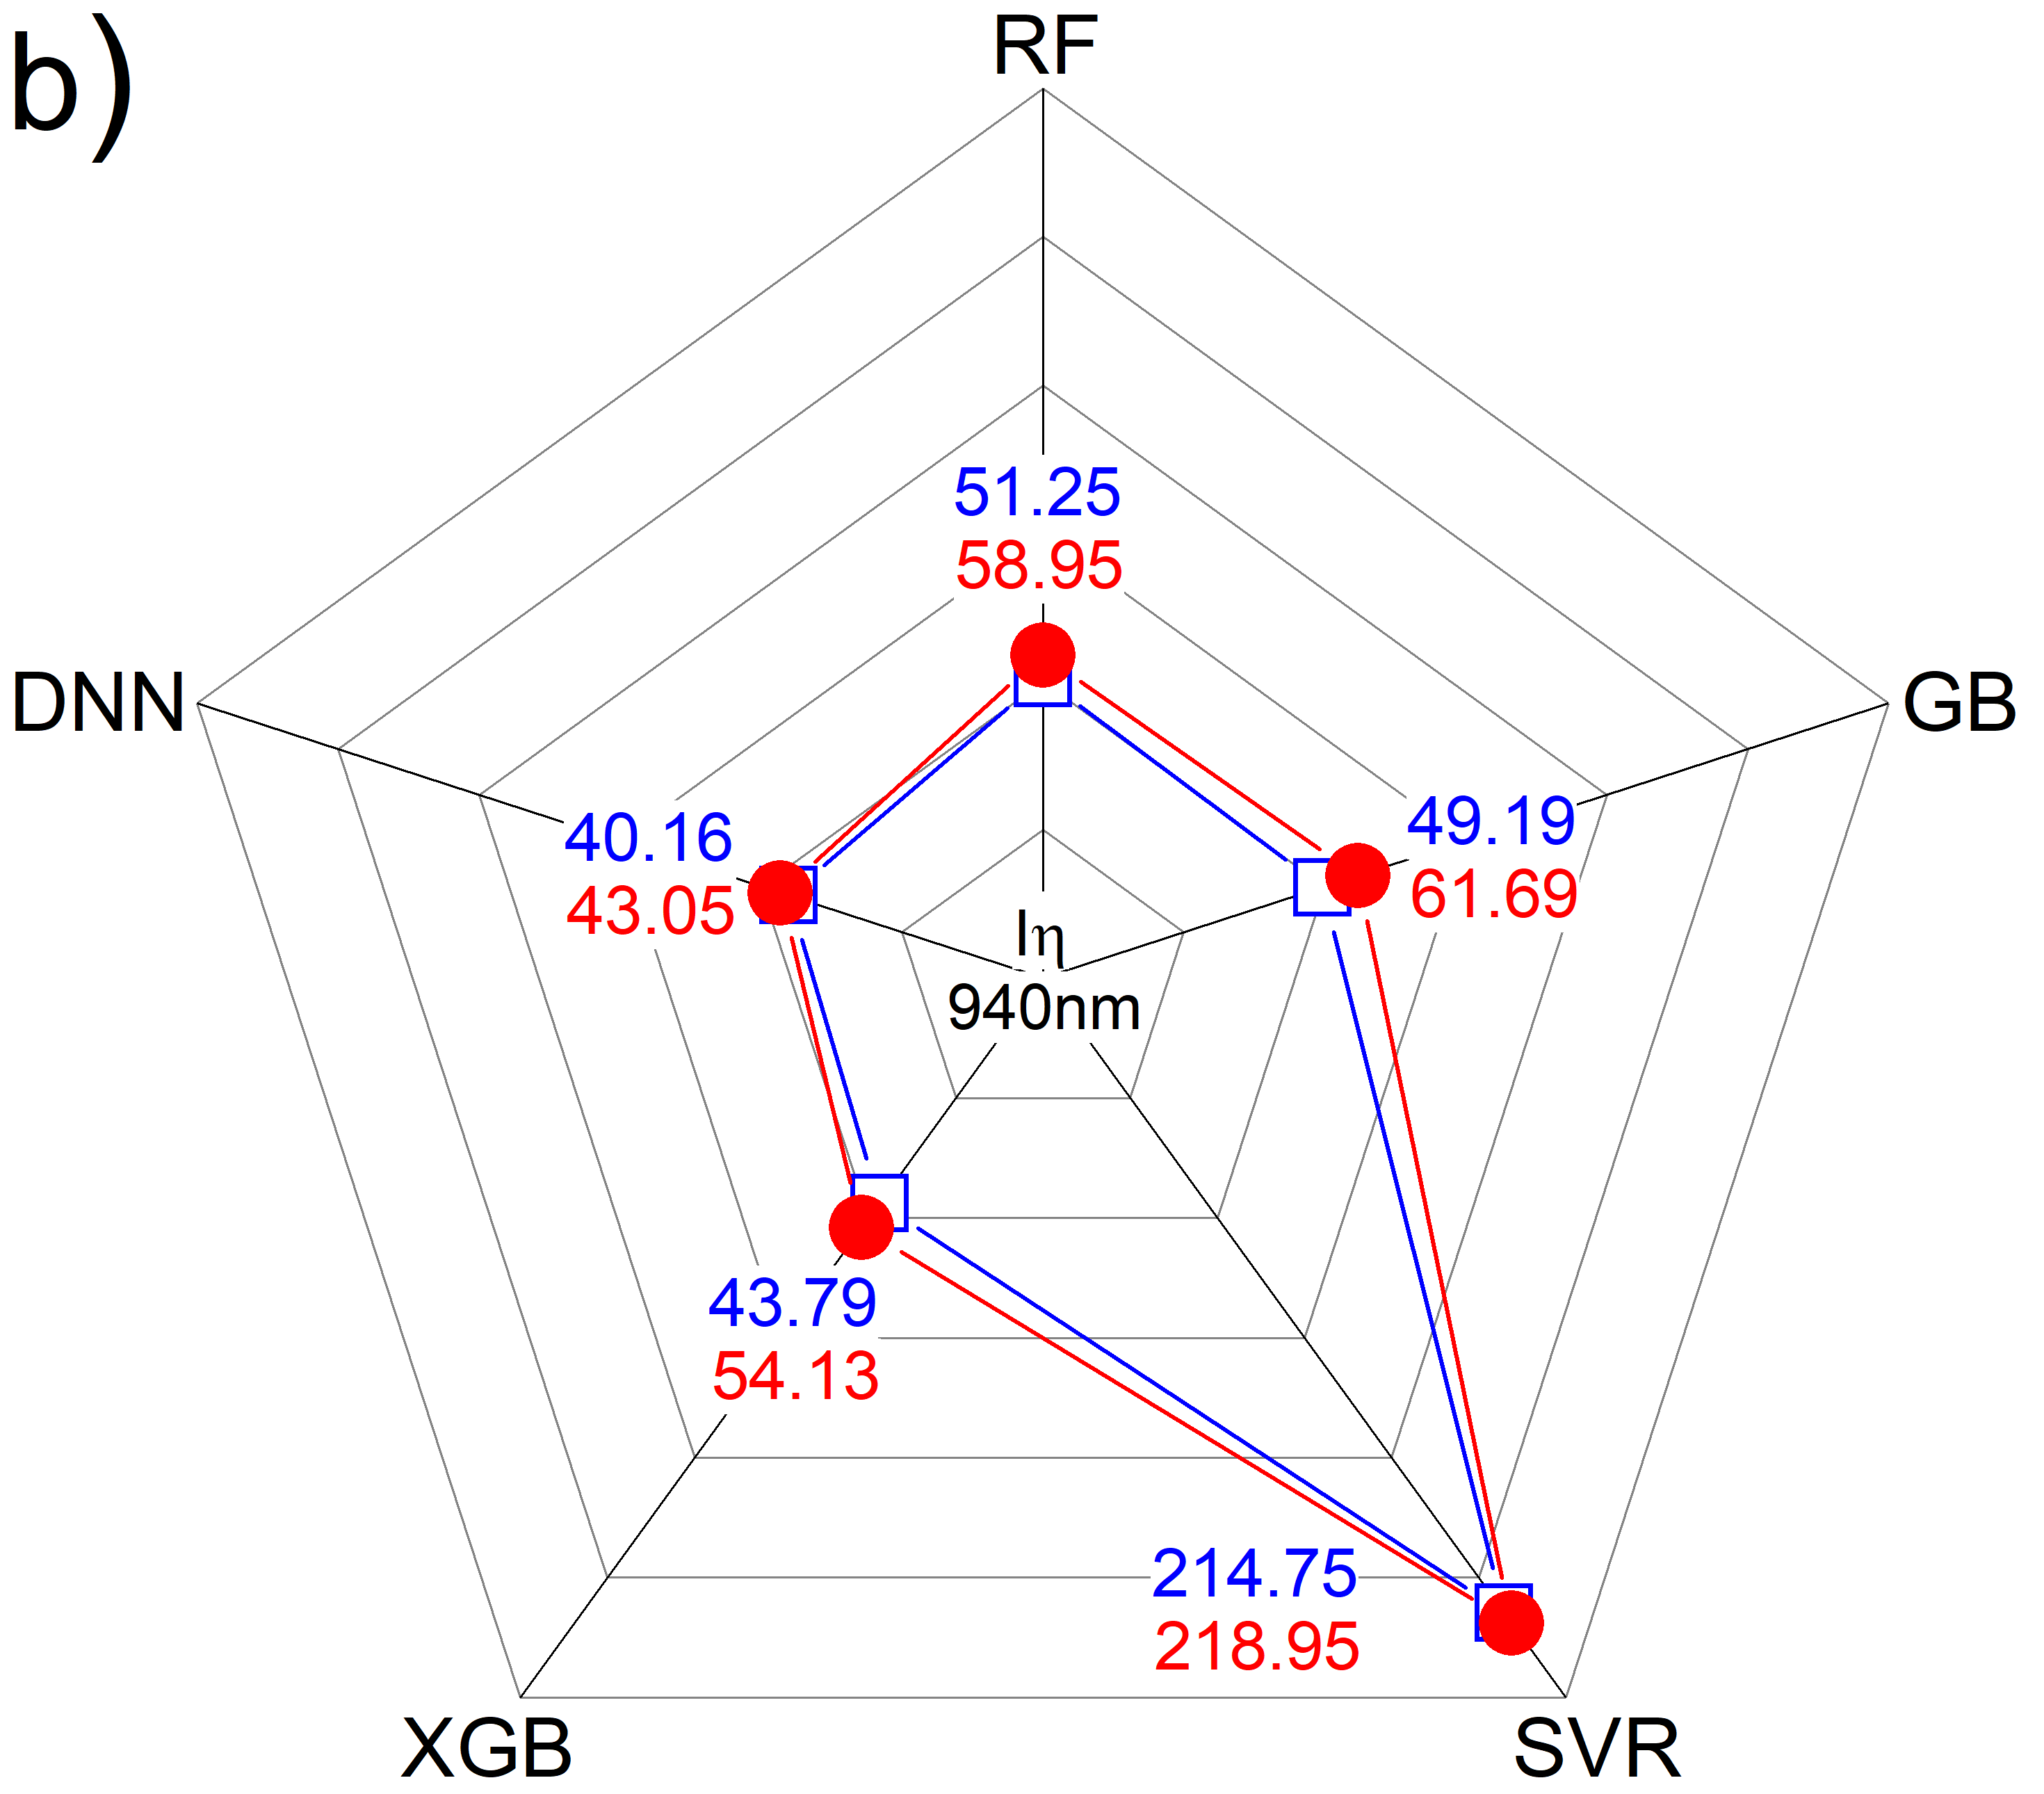 b)
RF
DNN
GB
51.25
58.95
40.16
43.05
49.19
61.69
Iη
940nm
43.79
54.13
214.75
218.95
XGB
SVR